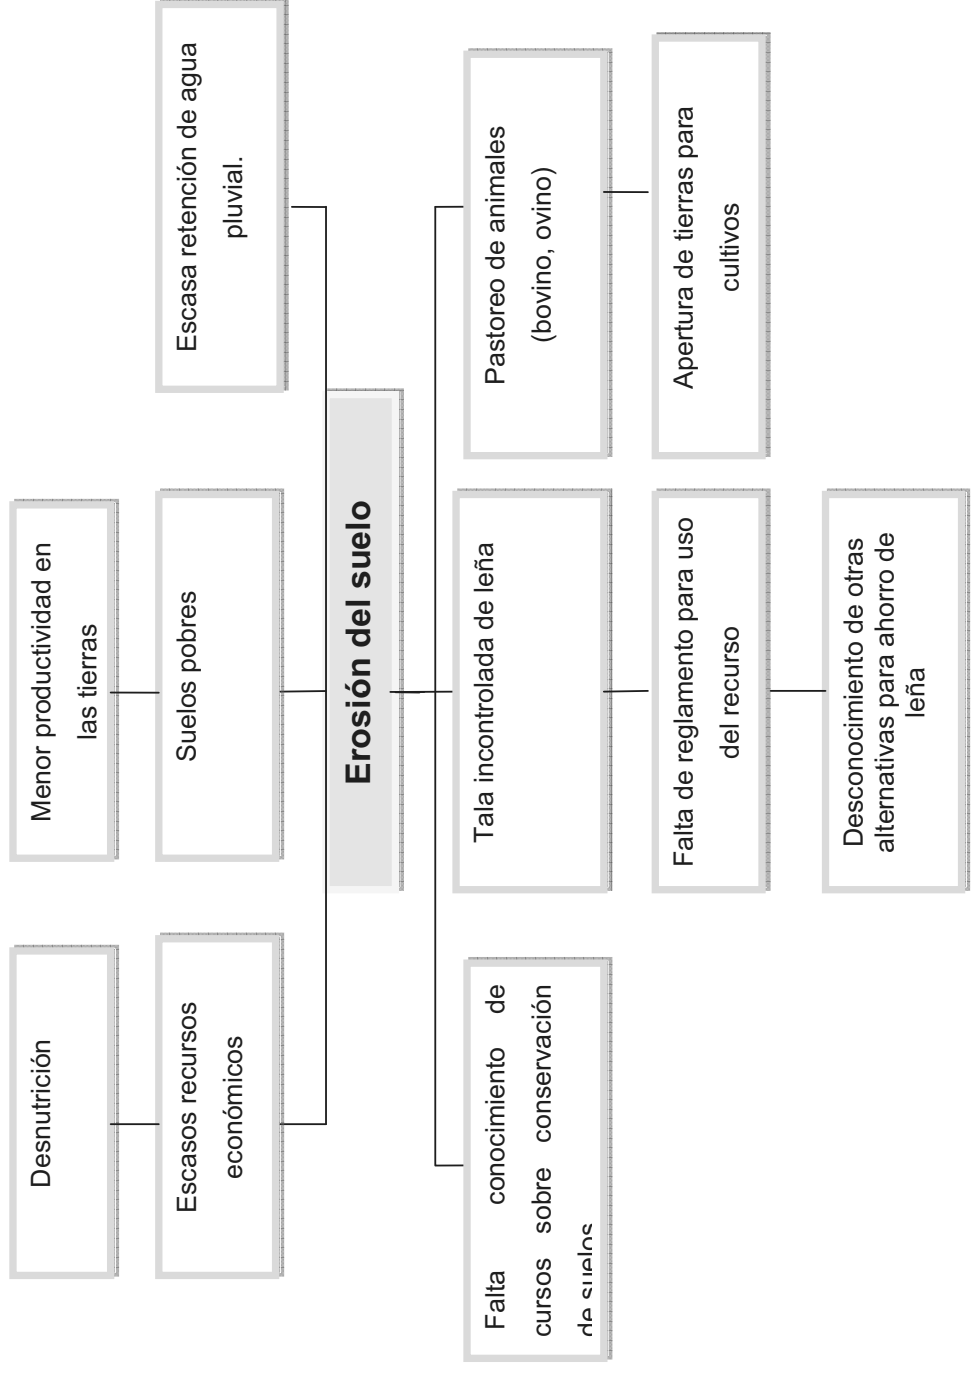 Desnutrición
Menor productividad en
las tierras
Escasos recursos
económicos
Suelos pobres
Escasa retención de agua
pluvial.
Erosión del suelo
Falta conocimiento de
cursos sobre conservación
de suelos
Tala incontrolada de leña
Pastoreo de animales
(bovino, ovino)
Falta de reglamento para uso
del recurso
Apertura de tierras para
cultivos
Desconocimiento de otras
alternativas para ahorro de
leña